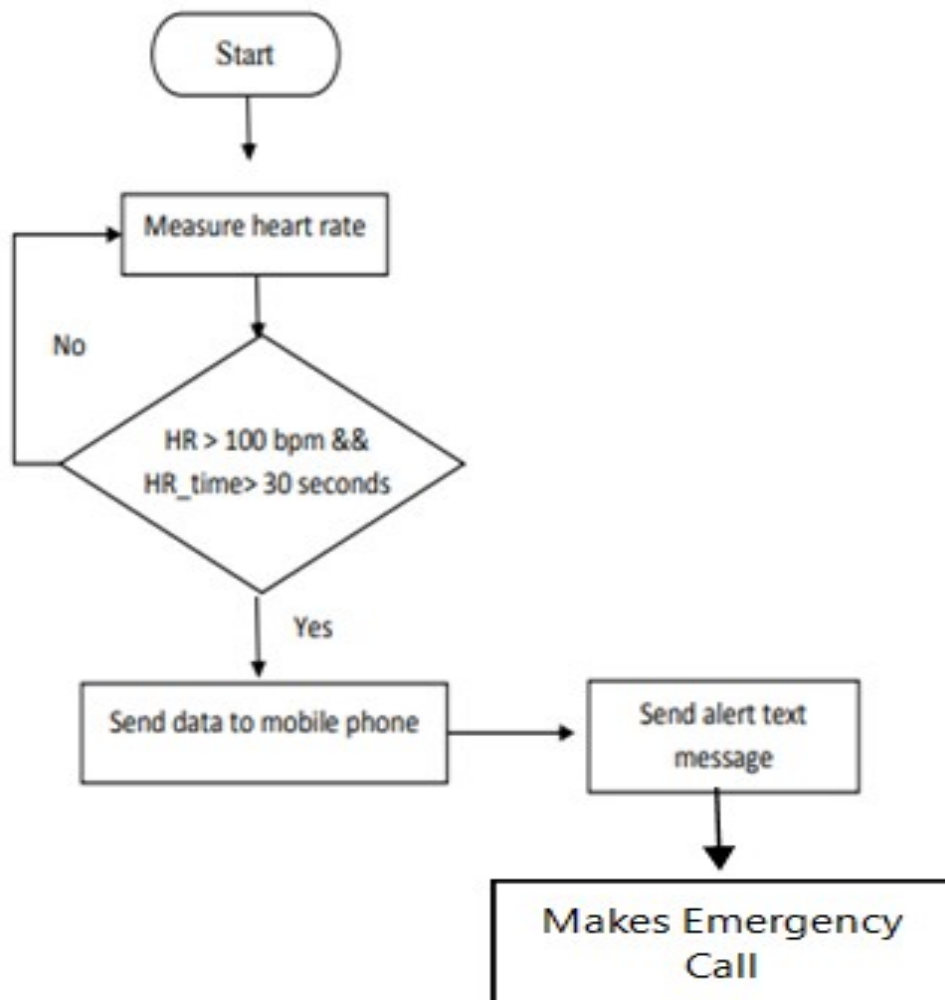 Start
Measure heart rate
No
HR > 100 bpm &&
HR_time> 30 seconds
Yes
Send data to mobile phone
Send alert text
message
Makes Emergency
Call